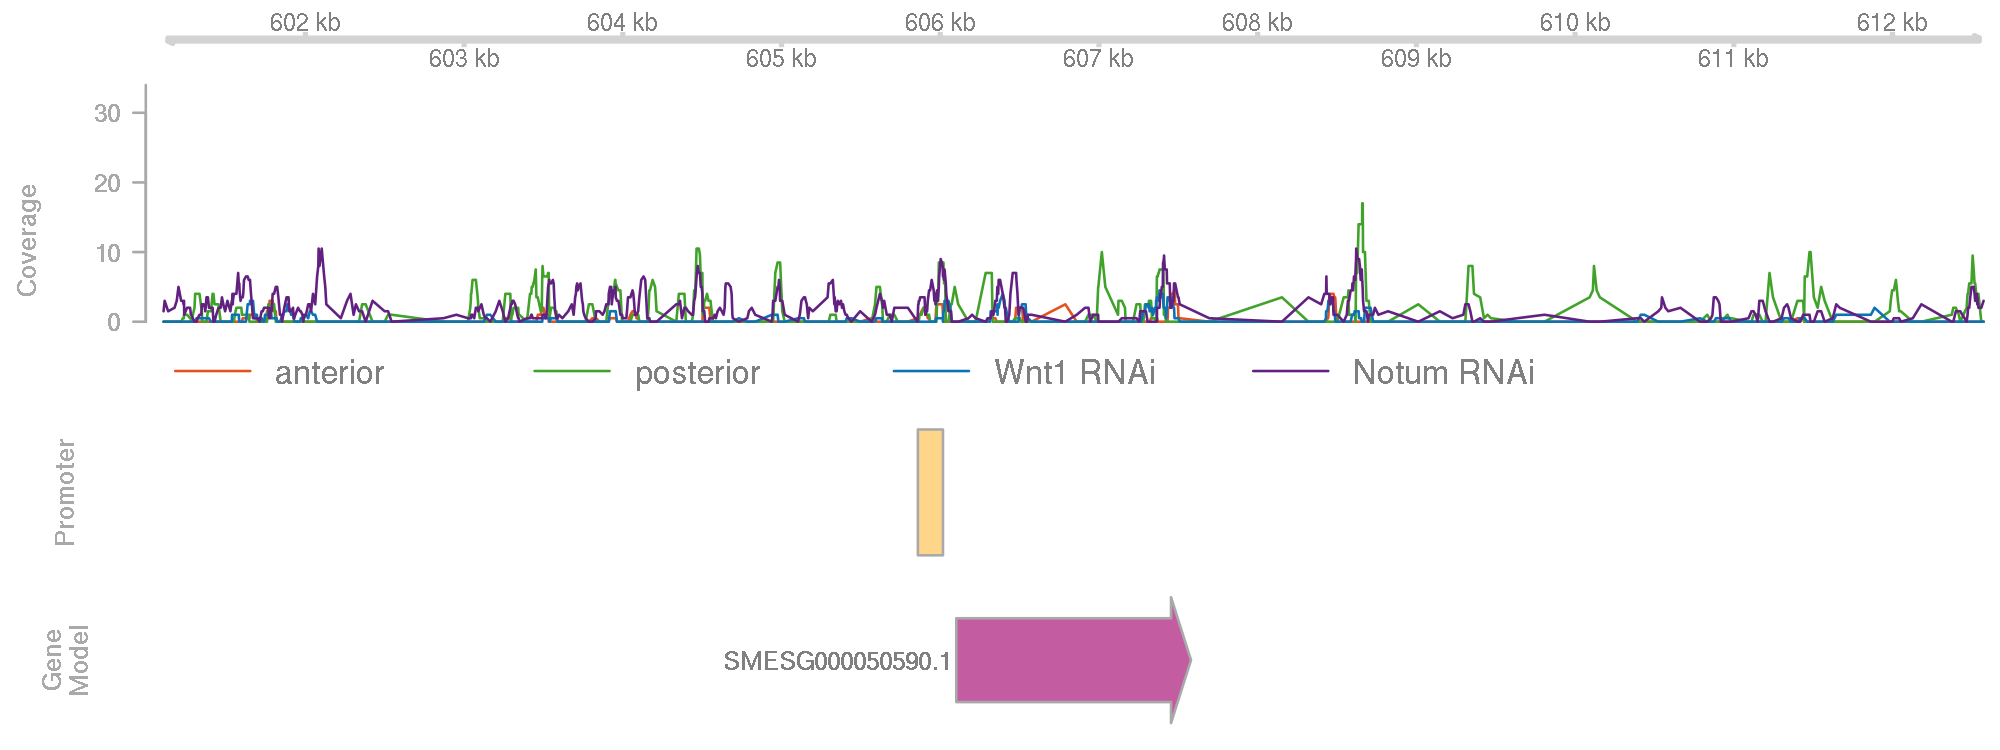 602 kb 604 kb 606 kb 608 kb 610 kb 612 kb
603 kb 605 kb 607 kb 609 kb 611 kb
30
20
10
0
Coverage
anterior posterior Wnt1 RNAi Notum RNAi
Promoter
Gene
Model
SMESG000050590.1